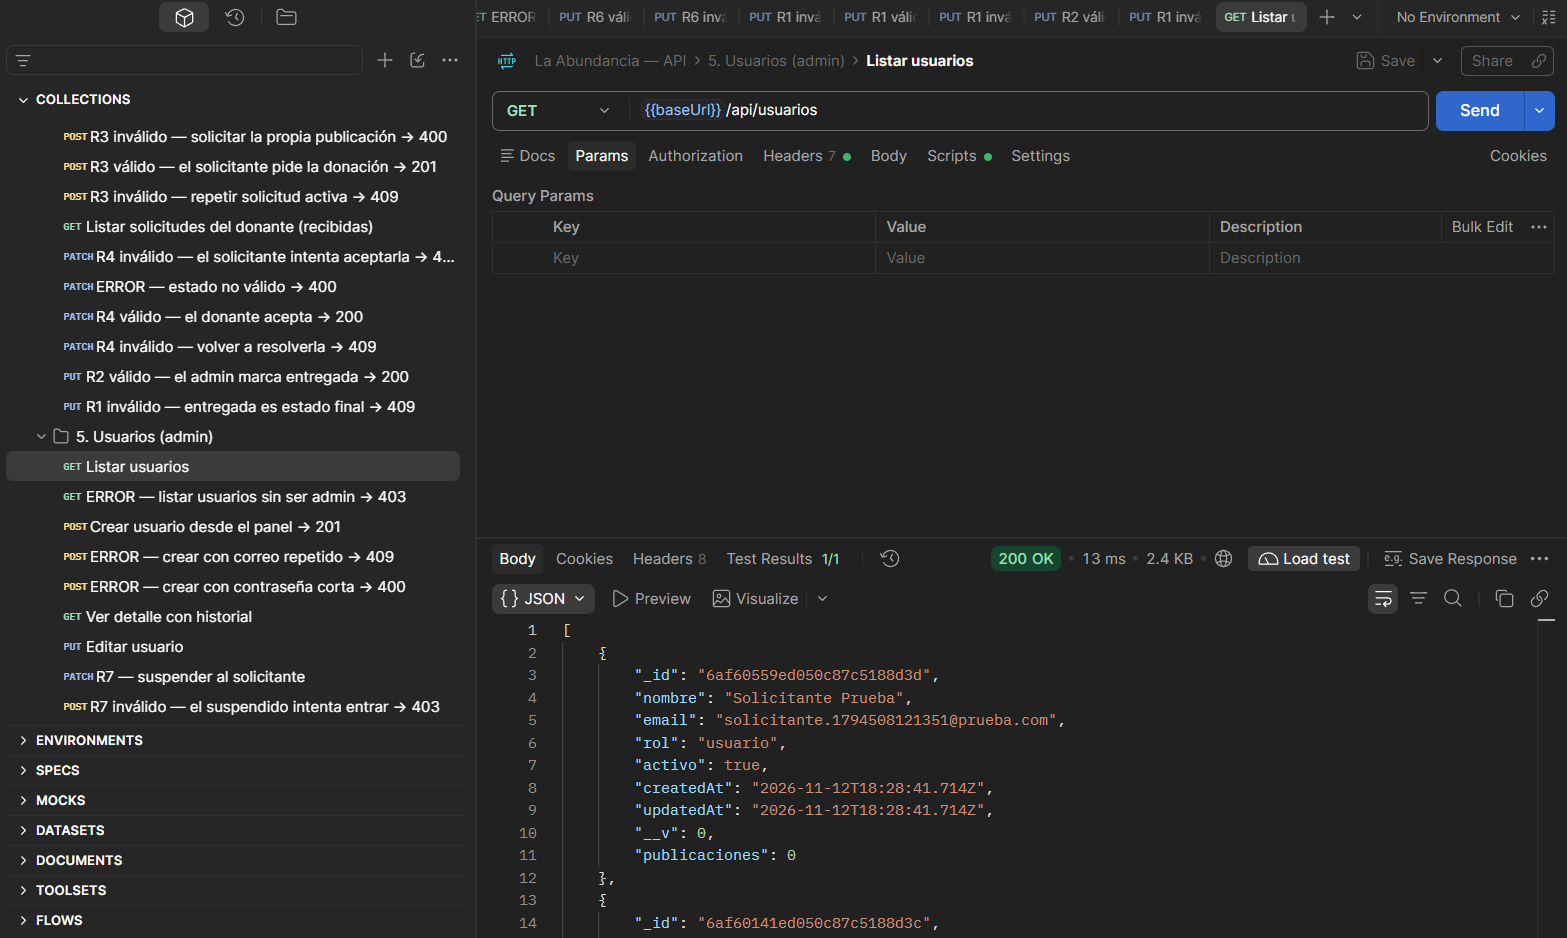 ET ERROR
PUT R6 váli
PUT R6 invá
PUT R1 invá
PUT R1 válic
PUT R1 invá
PUT R2 váli
PUT R1 invá
GET Listar u
No Environment
COLLECTIONS
POST R3 inválido — solicitar la propia publicación → 400
POST R3 válido — el solicitante pide la donación → 201
POST R3 inválido — repetir solicitud activa → 409
GET Listar solicitudes del donante (recibidas)
PATCH R4 inválido — el solicitante intenta aceptarla → 4...
PATCH ERROR — estado no válido → 400
PATCH R4 válido — el donante acepta → 200
PATCH R4 inválido — volver a resolverla → 409
PUT R2 válido — el admin marca entregada → 200
PUT R1 inválido — entregada es estado final → 409
5. Usuarios (admin)
GET Listar usuarios
GET ERROR — listar usuarios sin ser admin → 403
POST Crear usuario desde el panel → 201
POST ERROR — crear con correo repetido → 409
POST ERROR — crear con contraseña corta → 400
GET Ver detalle con historial
PUT Editar usuario
PATCH R7 — suspender al solicitante
POST R7 inválido — el suspendido intenta entrar → 403
ENVIRONMENTS
SPECS
MOCKS
DATASETS
DOCUMENTS
TOOLSETS
FLOWS
HTTP La Abundancia — API > 5. Usuarios (admin) > Listar usuarios
Save
Share
GET {{baseUrl}} /api/usuarios
Send
Docs Params Authorization Headers 7 Body Scripts Settings Cookies
Query Params
Key Value Description Bulk Edit ...
Key Value Description
Body Cookies Headers 8 Test Results 1/1
200 OK • 13 ms • 2.4 KB Load test e.g. Save Response ...
{} JSON Preview Visualize
1 [
2 {
3 "_id": "6af60559ed050c87c5188d3d",
4 "nombre": "Solicitante Prueba",
5 "email": "solicitante.1794508121351@prueba.com",
6 "rol": "usuario",
7 "activo": true,
8 "createdAt": "2026-11-12T18:28:41.714Z",
9 "updatedAt": "2026-11-12T18:28:41.714Z",
10 "__v": 0,
11 "publicaciones": 0
12 },
13 {
14 "_id": "6af60141ed050c87c5188d3c",